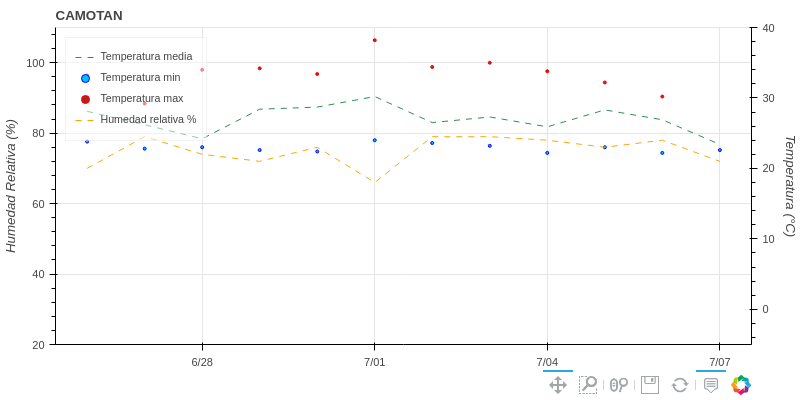 CAMOTAN
Temperatura media
Temperatura min
Temperatura max
Humedad relativa %
Humedad Relativa (%)
100
80
60
40
20
40
30
20
10
0
Temperatura (°C)
6/28
7/01
7/04
7/07